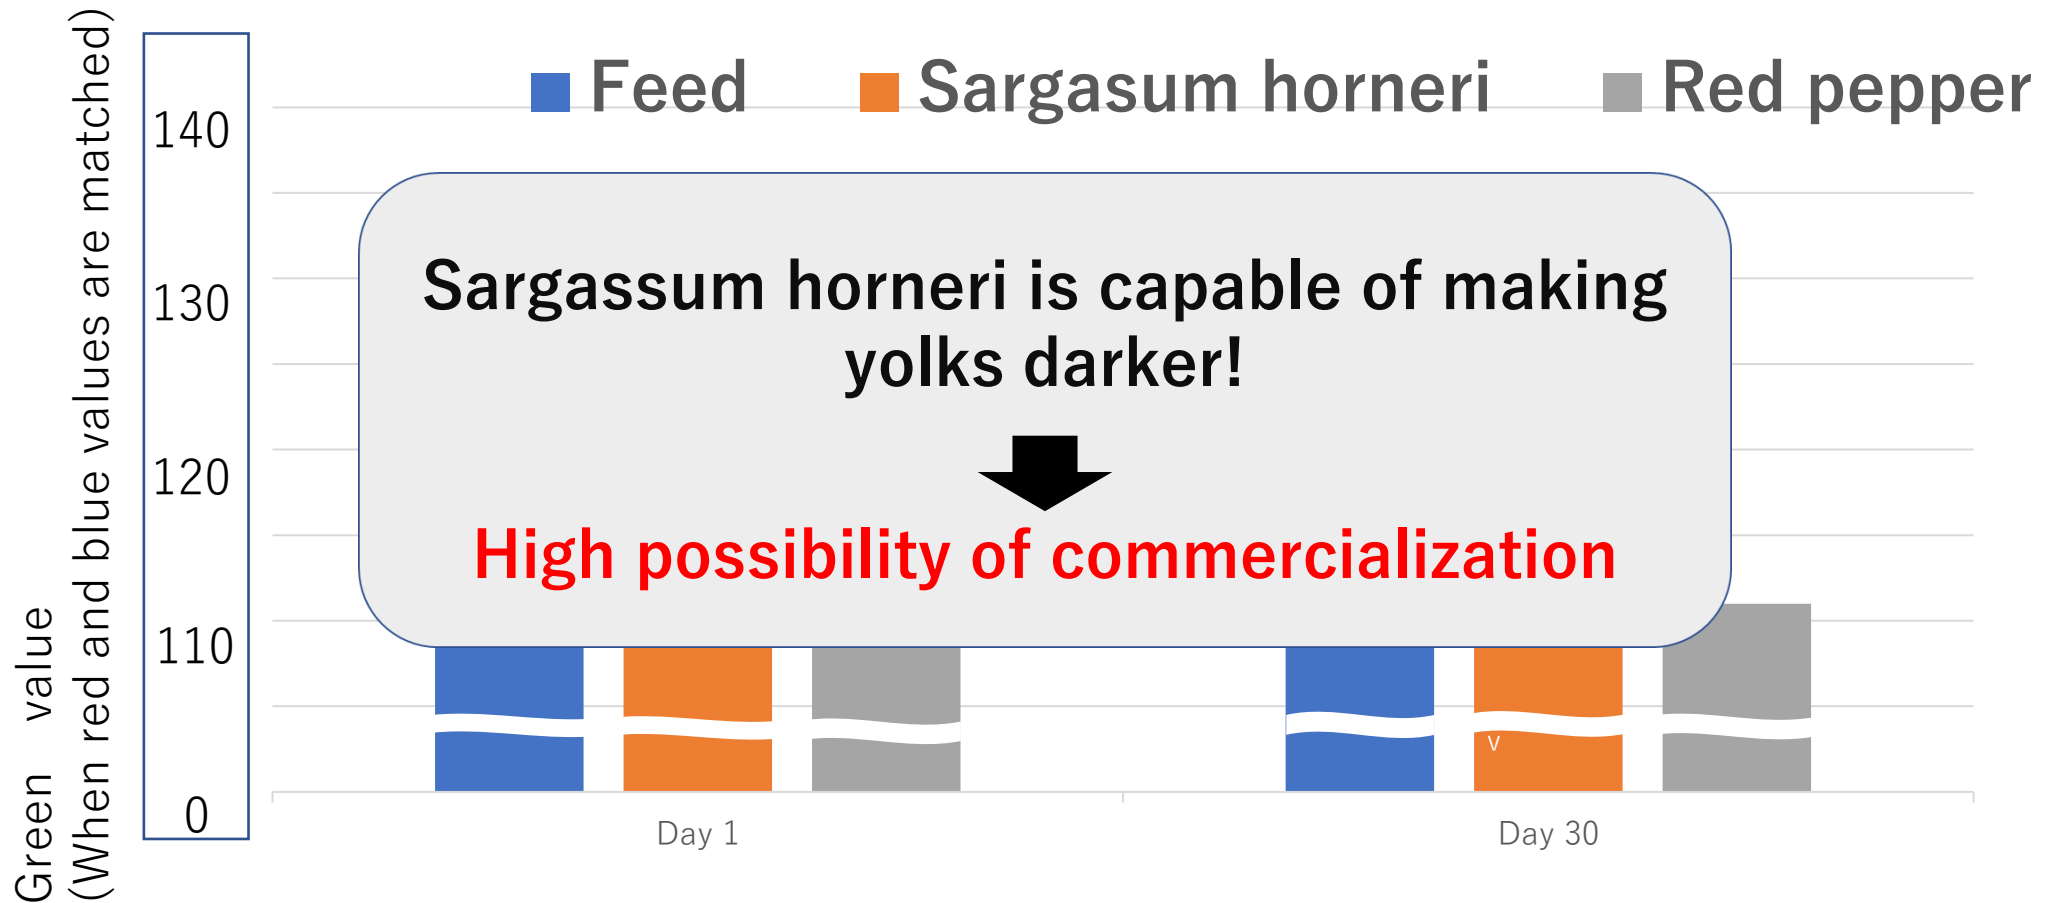 Green value
(When red and blue values are matched)
140
130
120
110
0
Feed
Sargasum horneri
Red pepper
Sargassum horneri is capable of making
yolks darker!
High possibility of commercialization
V
Day 1
Day 30